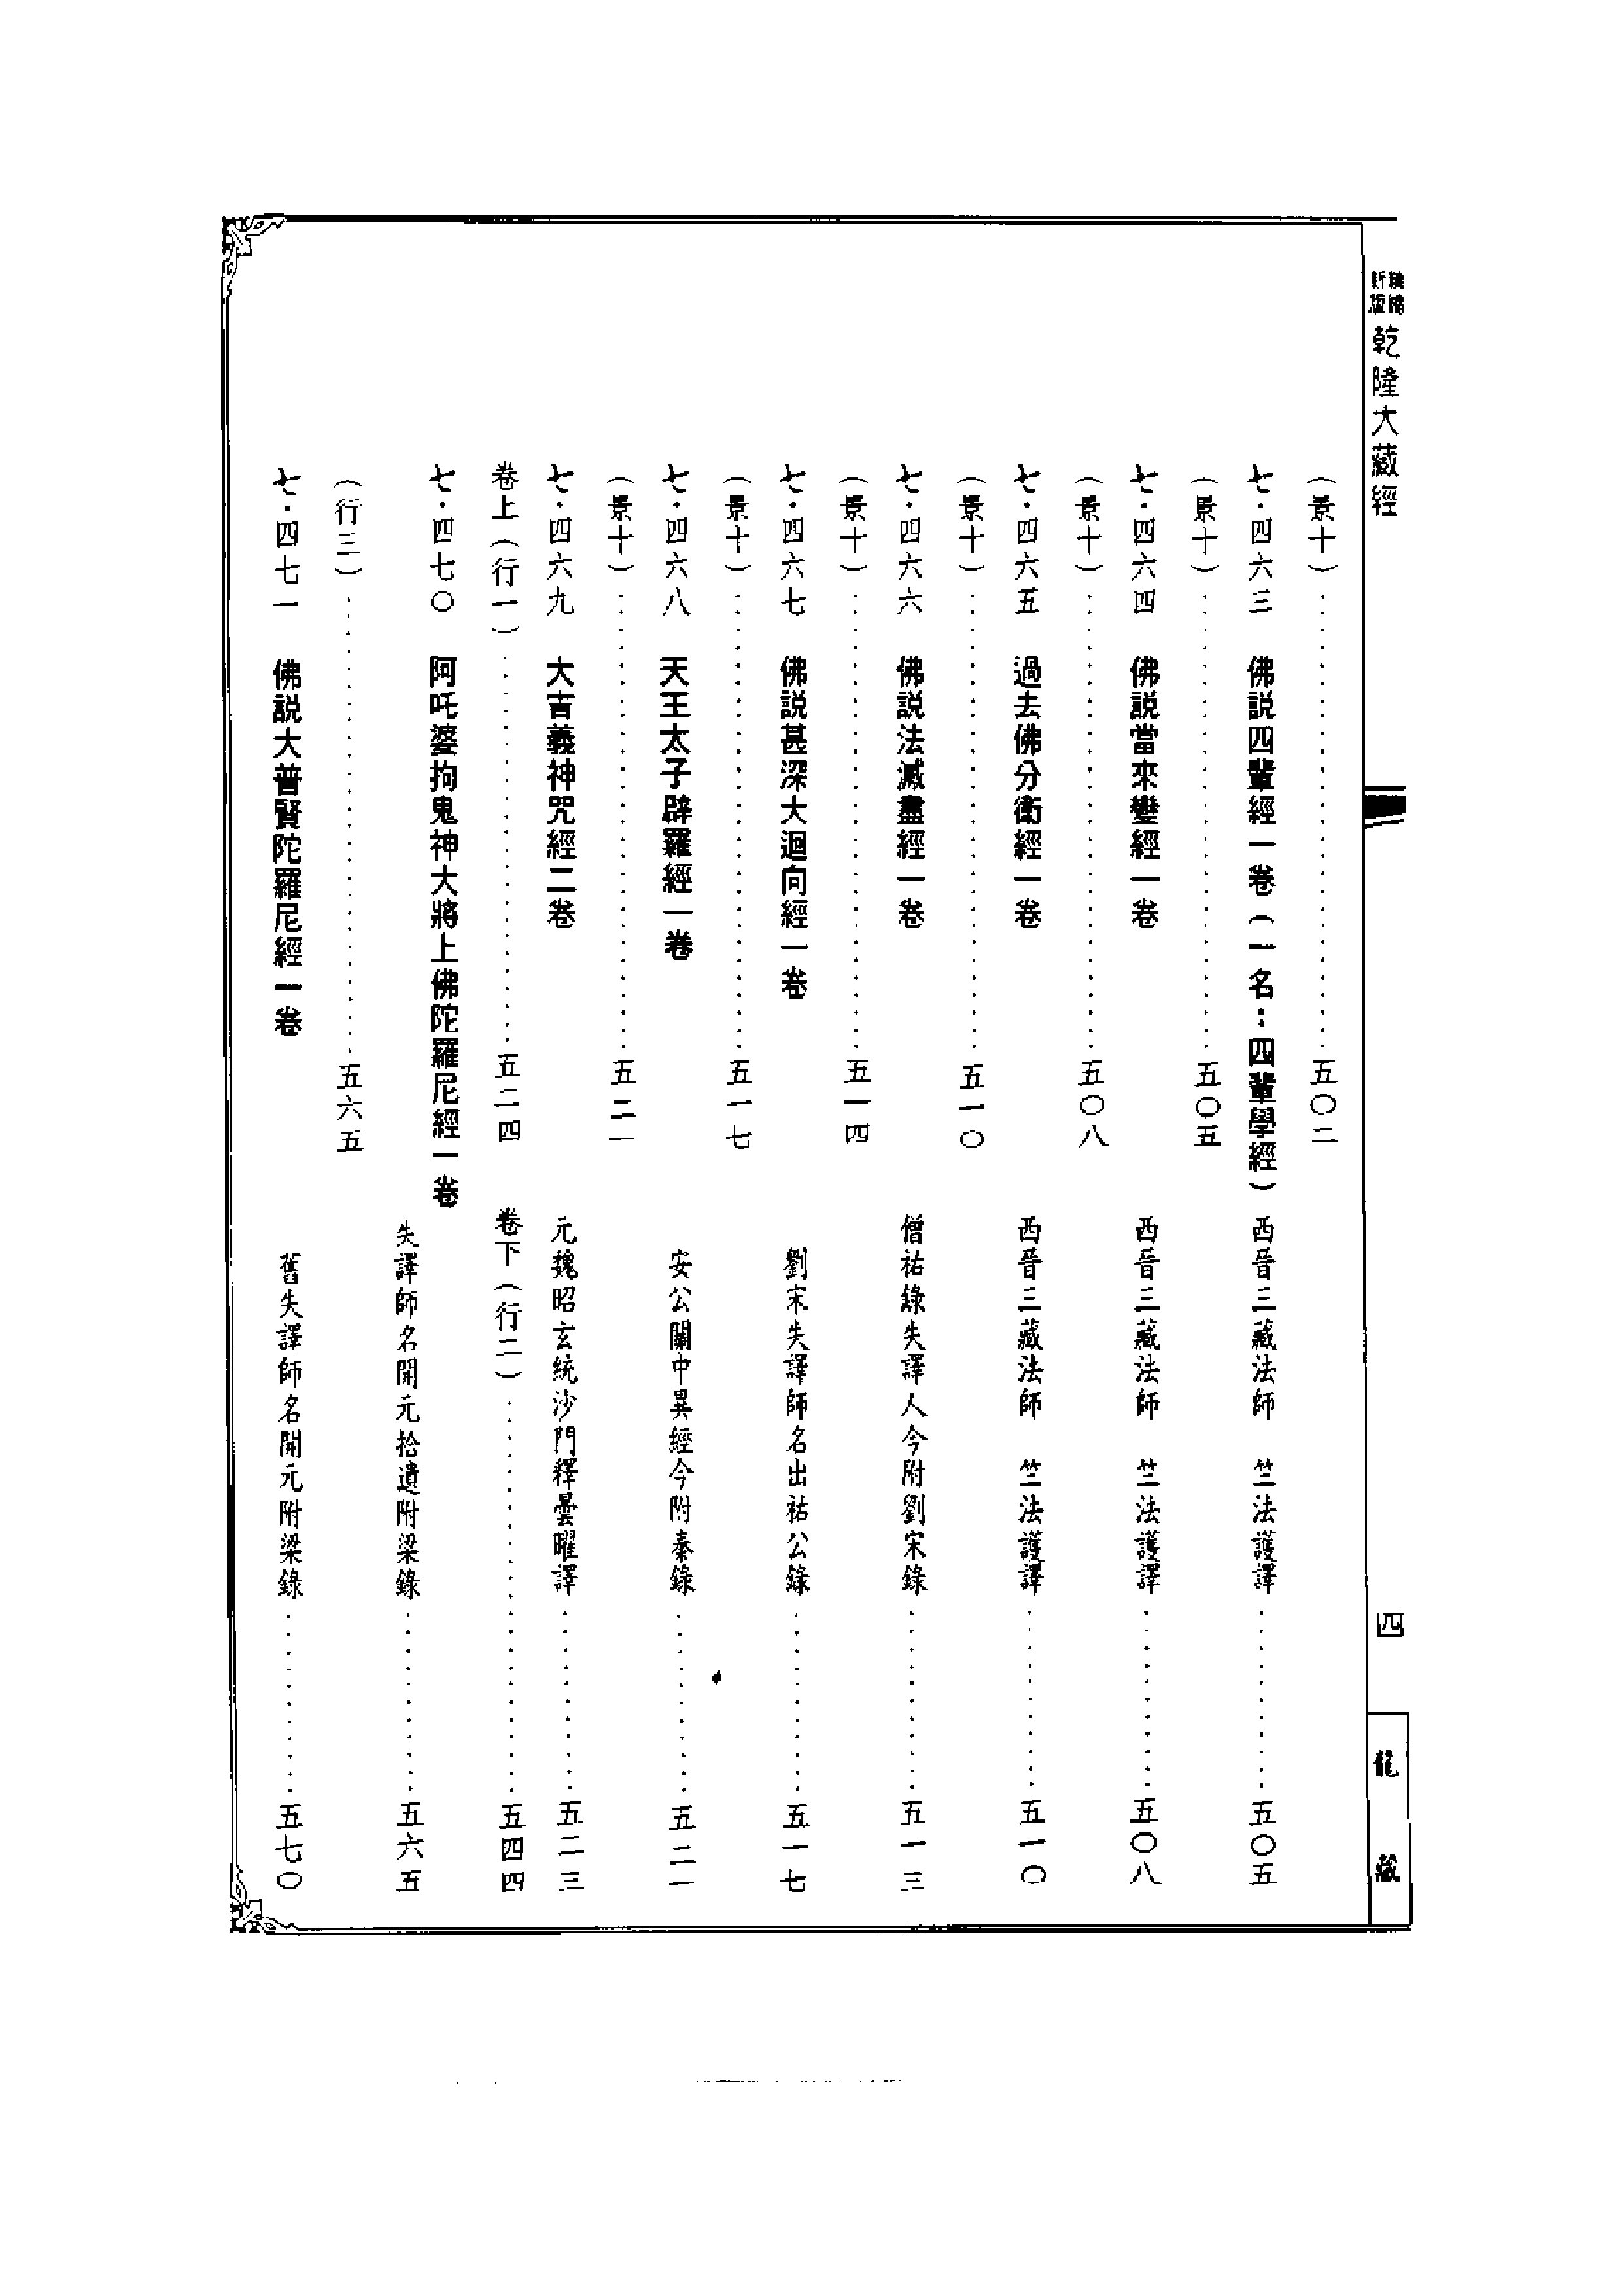 新編縮版 乾隆大藏經
四
龍藏
(景十)……五〇二
七·四六三 佛説四輩經一卷(一名:四輩學經) 西晉三藏法師 竺法護譯……五〇五
(景十)……五〇五
七·四六四 佛説當來變經一卷 西晉三藏法師 竺法護譯……五〇八
(景十)……五〇八
七·四六五 過去佛分衛經一卷 西晉三藏法師 竺法護譯……五一〇
(景十)……五一〇
七·四六六 佛説法滅盡經一卷 僧祐錄失譯人今附劉宋錄……五一三
(景十)……五一四
七·四六七 佛説甚深大迴向經一卷 劉宋失譯師名出祐公錄……五一七
(景十)……五一七
七·四六八 天王太子辟羅經一卷 安公關中異經今附秦錄……五二一
(景十)……五二一
七·四六九 大吉義神咒經二卷 元魏昭玄統沙門釋曇曜譯……五二三
卷上(行一)……五二四 卷下(行二)……五四四
七·四七〇 阿吒婆拘鬼神大將上佛陀羅尼經一卷
失譯師名開元拾遺附梁錄……五六五
(行三)……五六五
七·四七一 佛説大普賢陀羅尼經一卷 舊失譯師名開元附梁錄……五七〇